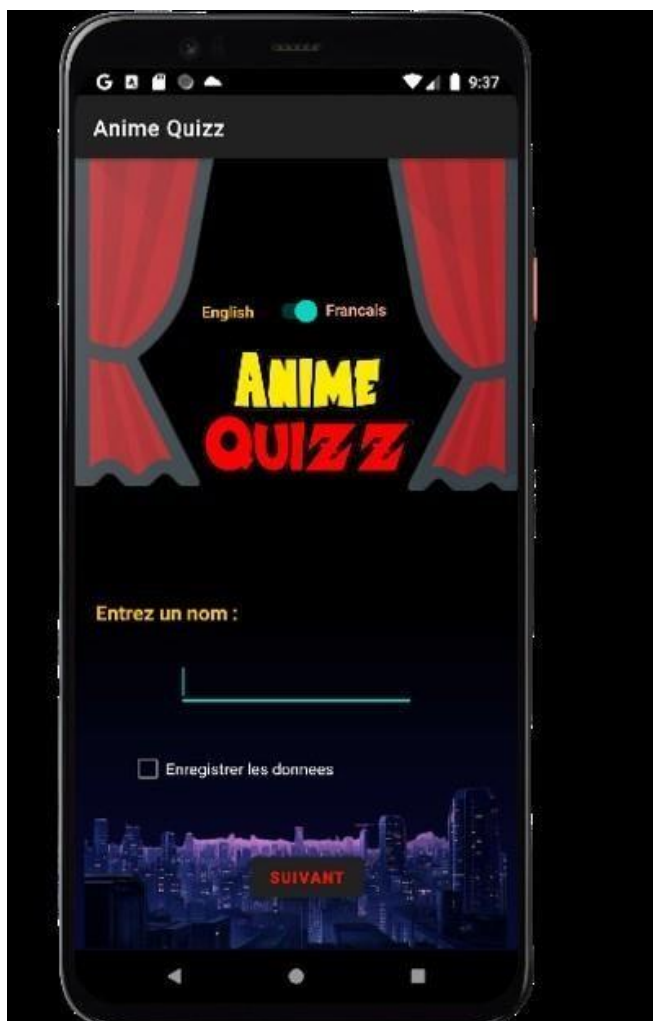 G A 9:37
Anime Quizz
English Francais
ANIME
QUIZZ
Entrez un nom :
Enregistrer les donnees
SUIVANT